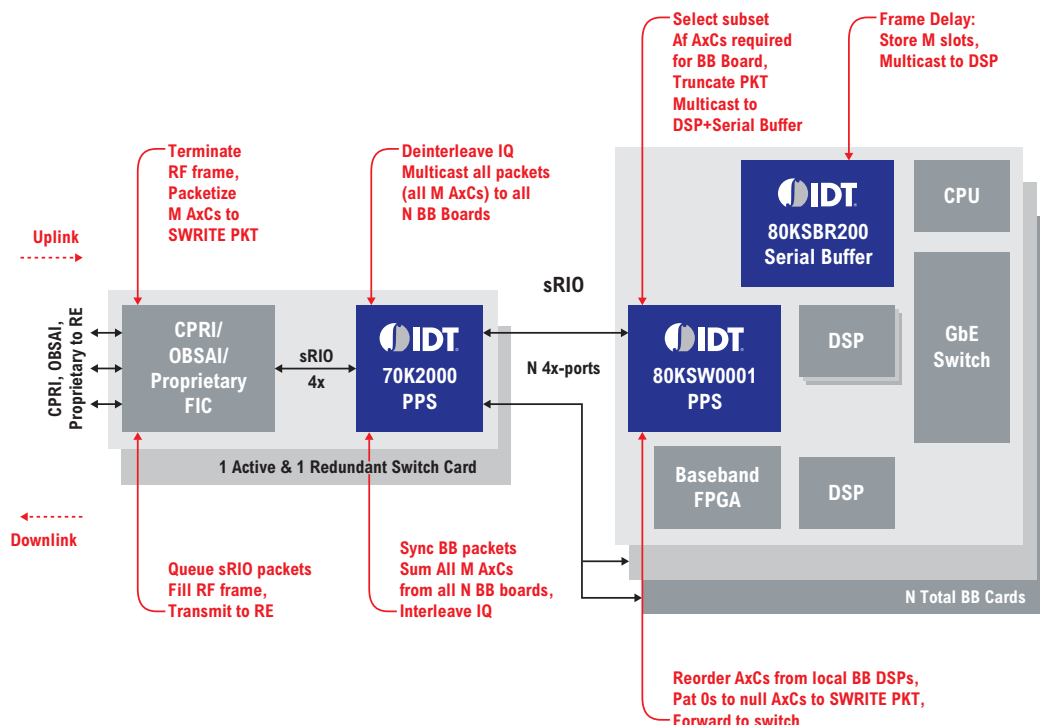 Select subset
Af AxCs required
for BB Board,
Truncate PKT
Multicast to
DSP+Serial Buffer
Frame Delay:
Store M slots,
Multicast to DSP
Terminate
RF frame,
Packetize
M AxCs to
SWRITE PKT
Deinterleave IQ
Multicast all packets
(all M AxCs) to all
N BB Boards
Uplink
IDT
80KSBR200
Serial Buffer
CPU
sRIO
CPRI, OBSAI,
Proprietary to RE
CPRI/
OBSAI/
Proprietary
FIC
sRIO
4x
IDT
70K2000
PPS
N 4x-ports
IDT
80KSW0001
PPS
DSP
GbE
Switch
1 Active & 1 Redundant Switch Card
Baseband
FPGA
DSP
Downlink
Queue sRIO packets
Fill RF frame,
Transmit to RE
Sync BB packets
Sum All M AxCs
from all N BB boards,
Interleave IQ
N Total BB Cards
Reorder AxCs from local BB DSPs,
Pat 0s to null AxCs to SWRITE PKT,
Forward to switch